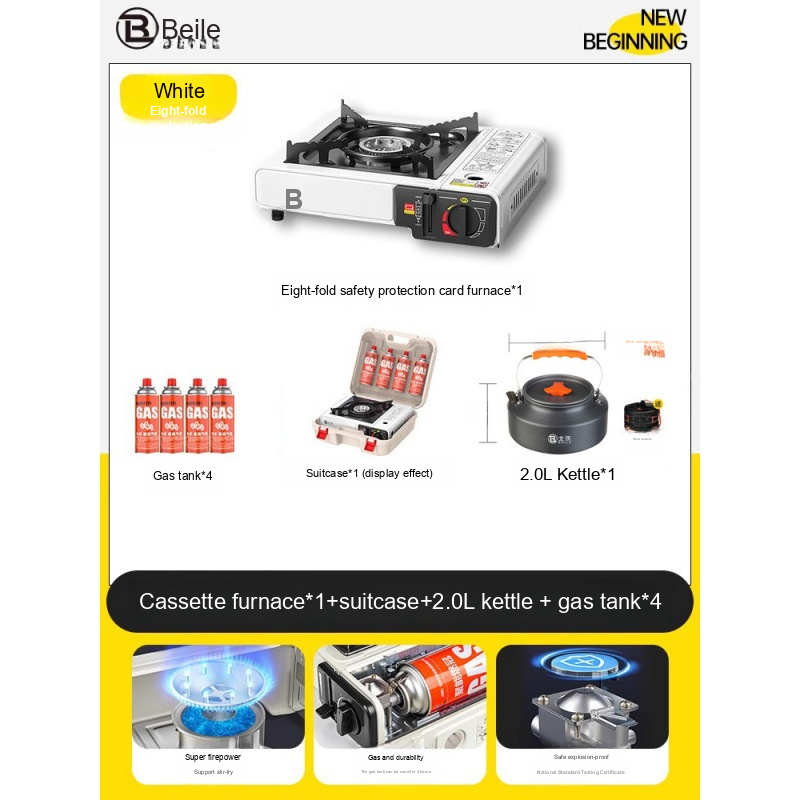 Beile
NEW
BEGINNING
White
Eight-fold
B
Eight-fold safety protection card furnace*1
GAS GAS GAS GAS
Gas tank*4
Suitcase*1 (display effect)
2.0L Kettle*1
Cassette furnace*1+suitcase+2.0L kettle + gas tank*4
GAS
Super firepower
Support stir-fry
Gas and durability
Safe explosion-proof
National Standard Testing Certificate